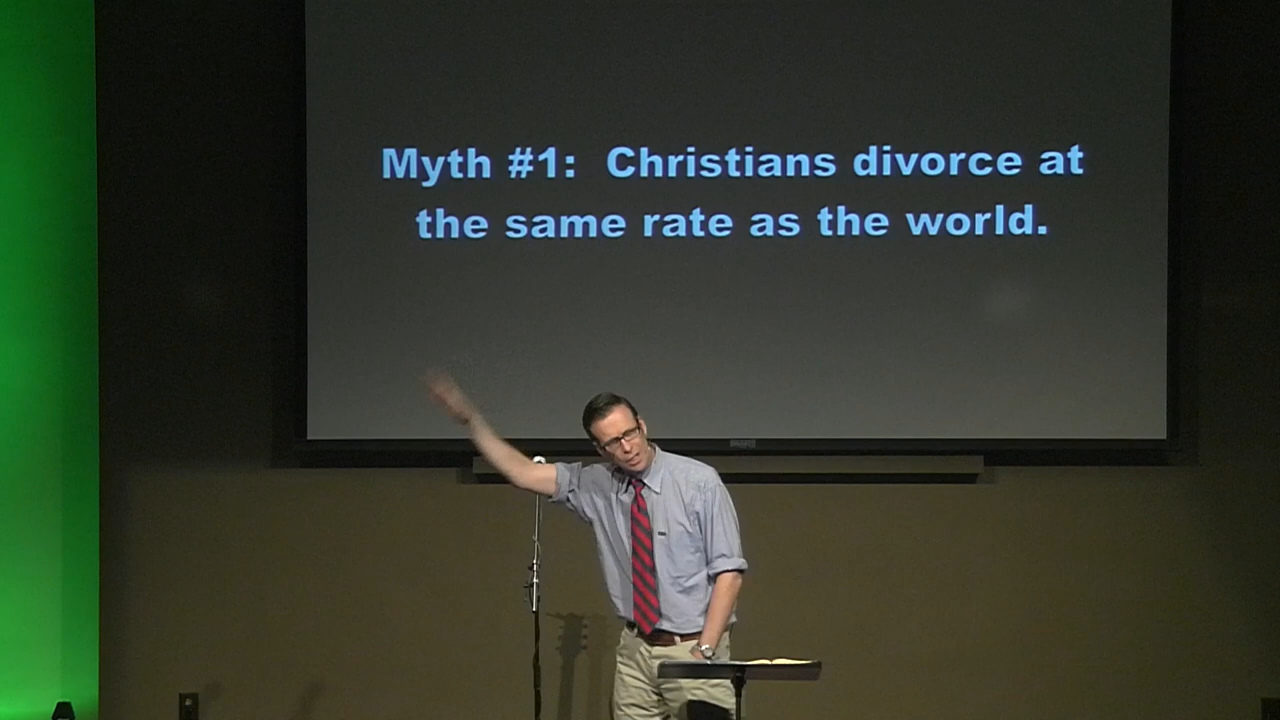 Myth #1: Christians divorce at
the same rate as the world.